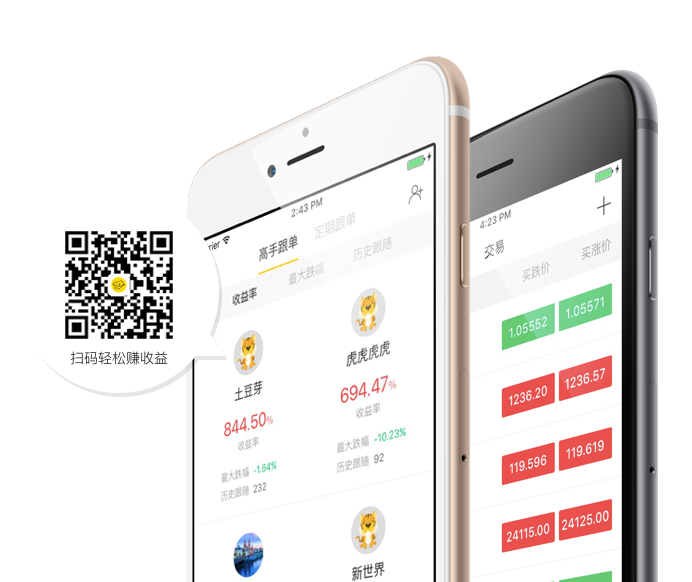 扫码轻松赚收益
rrier
2:43 PM
高手跟单
定期跟单
收益率
最大跌幅
历史跟随
土豆芽
844.50%
收益率
最大跌幅 -1.64%
历史跟随 232
虎虎虎虎
694.47%
收益率
最大跌幅 -10.23%
历史跟随 92
新世界
4:23 PM
交易
买跌价
买涨价
1.05552
1.05571
1236.20
1236.57
119.596
119.619
24115.00
24125.00